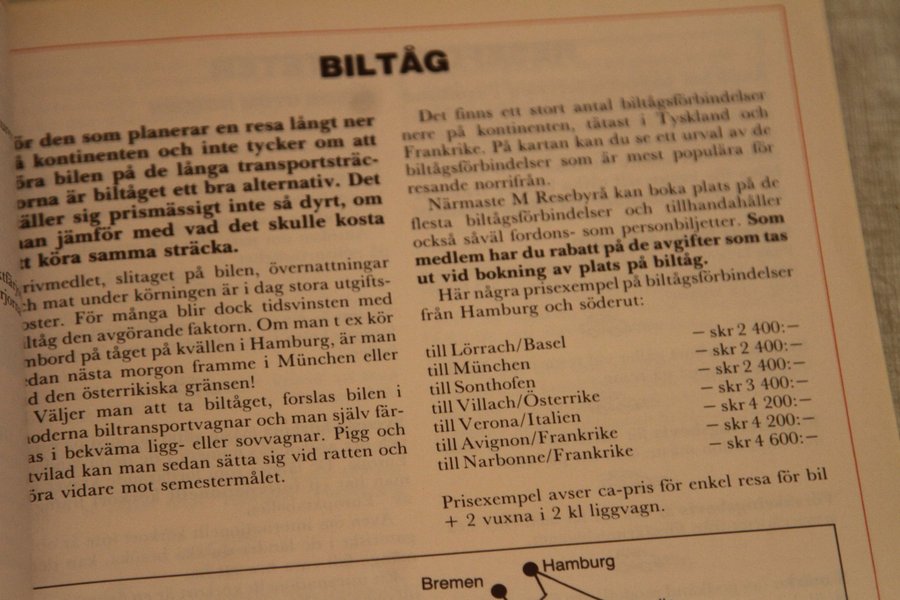 BILTÅG
ör den som planerar en resa långt ner
å kontinenten och inte tycker om att
öra bilen på de långa transportsträc-
orna är biltåget ett bra alternativ. Det
äller sig prismässigt inte så dyrt, om
an jämför med vad det skulle kosta
tt köra samma sträcka.
rivmedlet, slitaget på bilen, övernattningar
ch mat under körningen är i dag stora utgifts-
oster. För många blir dock tidsvinsten med
ltåg den avgörande faktorn. Om man t ex kör
mbord på tåget på kvällen i Hamburg, är man
edan nästa morgon framme i München eller
d den österrikiska gränsen!
Väljer man att ta biltåget, forslas bilen i
oderna biltransportvagnar och man själv fär-
as i bekväma ligg- eller sovvagnar. Pigg och
tvilad kan man sedan sätta sig vid ratten och
öra vidare mot semestermålet.
Det finns ett stort antal biltågsförbindelser
nere på kontinenten, tätast i Tyskland och
Frankrike. På kartan kan du se ett urval av de
biltågsförbindelser som är mest populära för
resande norrifrån.
Närmaste M Resebyrå kan boka plats på de
flesta biltågsförbindelser och tillhandahåller
också såväl fordons- som personbiljetter. Som
medlem har du rabatt på de avgifter som tas
ut vid bokning av plats på biltåg.
Här några prisexempel på biltågsförbindelser
från Hamburg och söderut:
till Lörrach/Basel – skr 2 400:–
till München – skr 2 400:–
till Sonthofen – skr 2 400:–
till Villach/Österrike – skr 3 400:–
till Verona/Italien – skr 4 200:–
till Avignon/Frankrike – skr 4 200:–
till Narbonne/Frankrike – skr 4 600:–
Prisexempel avser ca-pris för enkel resa för bil
+ 2 vuxna i 2 kl liggvagn.
Hamburg
Bremen